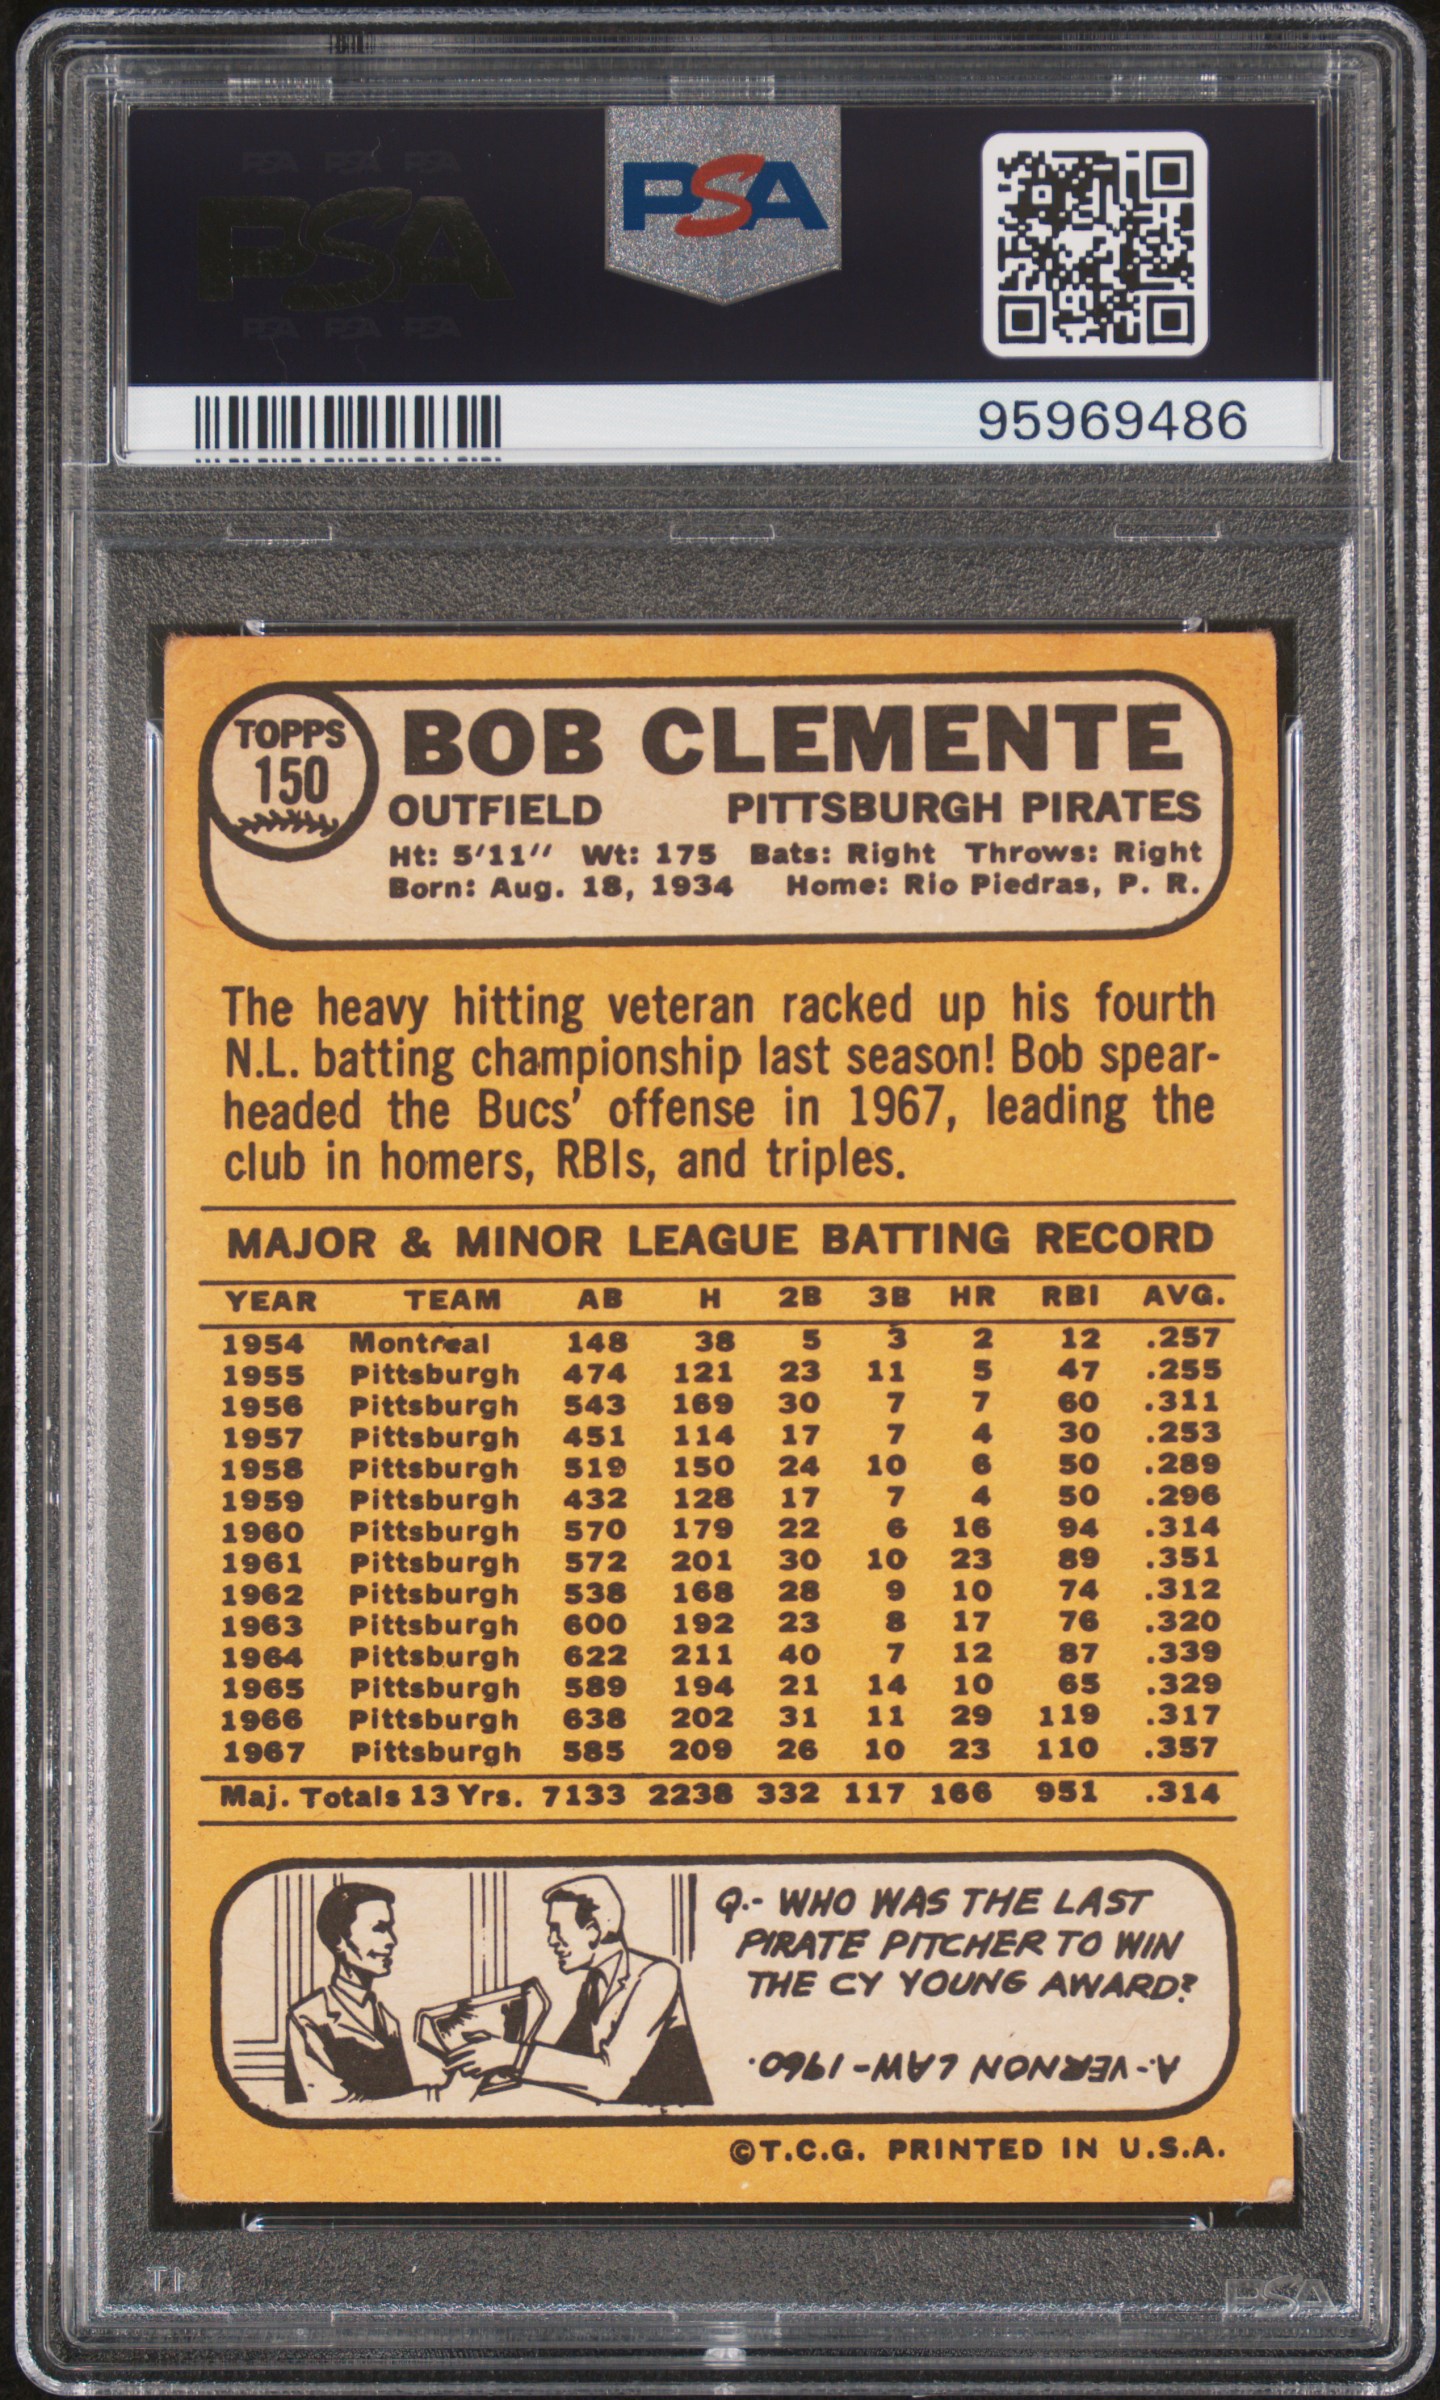 PSA PSA PSA
PSA
PSA PSA PSA
PSA
95969486
TOPPS
150
BOB CLEMENTE
OUTFIELD PITTSBURGH PIRATES
Ht: 5'11'' Wt: 175 Bats: Right Throws: Right
Born: Aug. 18, 1934 Home: Rio Piedras, P. R.
The heavy hitting veteran racked up his fourth
N.L. batting championship last season! Bob spear-
headed the Bucs' offense in 1967, leading the
club in homers, RBIs, and triples.
MAJOR & MINOR LEAGUE BATTING RECORD
YEAR TEAM AB H 2B 3B HR RBI AVG.
1954 Montreal 148 38 5 3 2 12 .257
1955 Pittsburgh 474 121 23 11 5 47 .255
1956 Pittsburgh 543 169 30 7 7 60 .311
1957 Pittsburgh 451 114 17 7 4 30 .253
1958 Pittsburgh 519 150 24 10 6 50 .289
1959 Pittsburgh 432 128 17 7 4 50 .296
1960 Pittsburgh 570 179 22 6 16 94 .314
1961 Pittsburgh 572 201 30 10 23 89 .351
1962 Pittsburgh 538 168 28 9 10 74 .312
1963 Pittsburgh 600 192 23 8 17 76 .320
1964 Pittsburgh 622 211 40 7 12 87 .339
1965 Pittsburgh 589 194 21 14 10 65 .329
1966 Pittsburgh 638 202 31 11 29 119 .317
1967 Pittsburgh 585 209 26 10 23 110 .357
Maj. Totals 13 Yrs. 7133 2238 332 117 166 951 .314
Q.- WHO WAS THE LAST
PIRATE PITCHER TO WIN
THE CY YOUNG AWARD?
A.- VERNON LAW- 1960.
©T.C.G. PRINTED IN U.S.A.
PSA